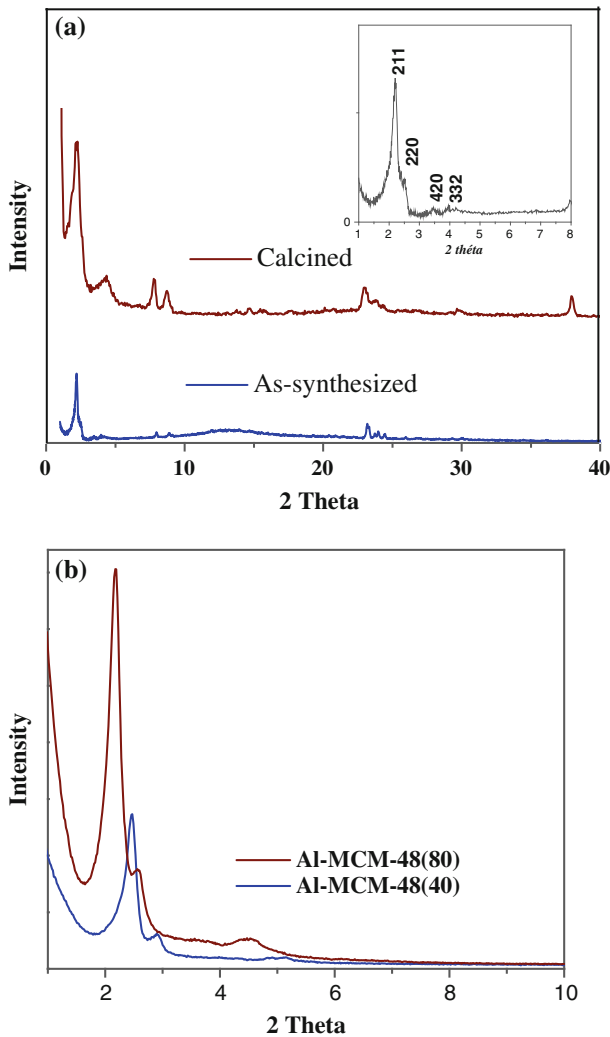 (a)
211
220
420 332
0
1 2 3 4 5 6 7 8
2 théta
Intensity
Calcined
As-synthesized
0 10 20 30 40
2 Theta
(b)
Intensity
Al-MCM-48(80)
Al-MCM-48(40)
2 4 6 8 10
2 Theta